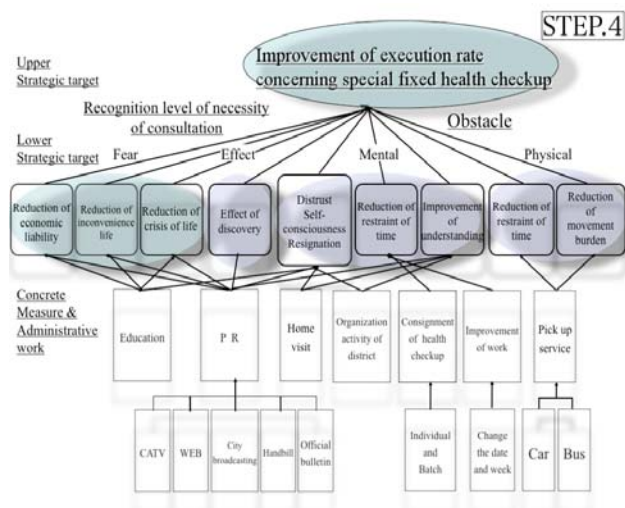 STEP.4
Upper
Strategic target
Improvement of execution rate
concerning special fixed health checkup
Recognition level of necessity
of consultation
Obstacle
Lower
Strategic target
Fear
Effect
Mental
Physical
Reduction of
economic
liability
Reduction of
inconvenience
life
Reduction of
crisis of life
Effect of
discovery
Distrust
Self-
consciousness
Resignation
Reduction of
restraint of
time
Improvement
of
understanding
Reduction of
restraint of
time
Reduction
of
movement
burden
Concrete
Measure &
Administrative
work
Education
P R
Home
visit
Organization
activity of
district
Consignment
of health
checkup
Improvement
of work
Pick up
service
CATV
WEB
City
broadcasting
Handbill
Official
bulletin
Individual
and
Batch
Change
the date
and week
Car
Bus